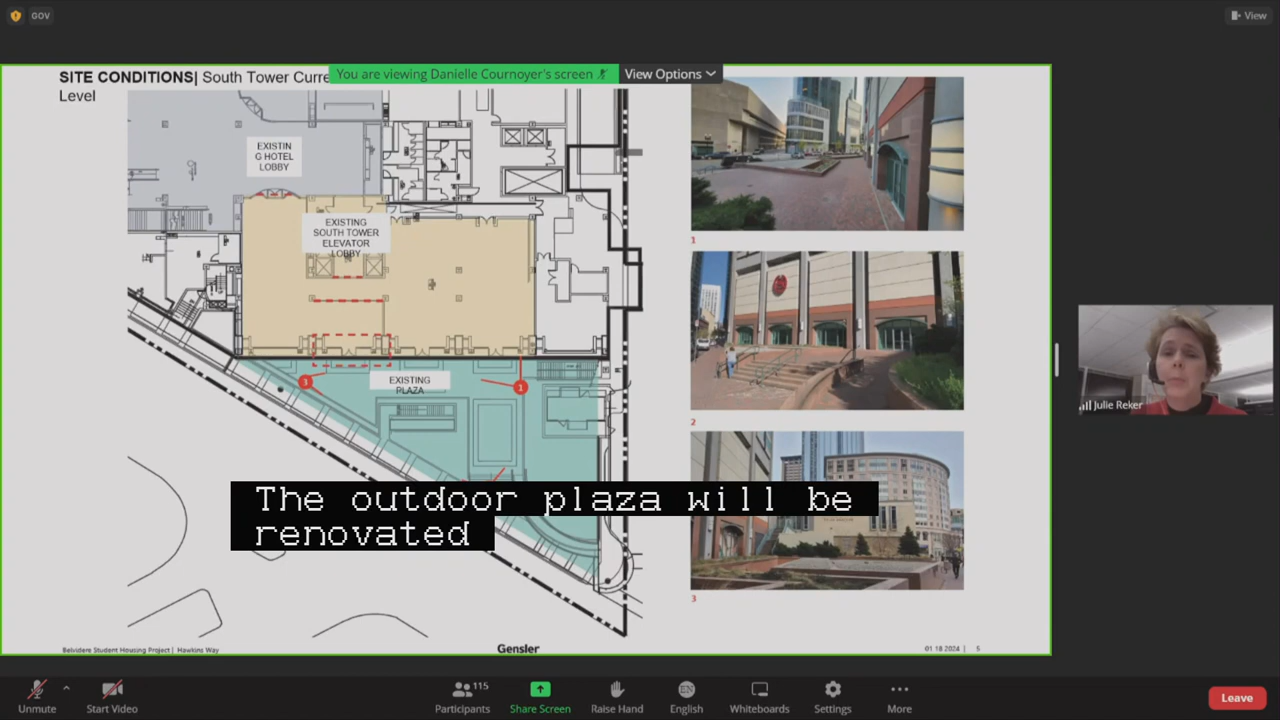 GOV
View
SITE CONDITIONS| South Tower Curre
Level
You are viewing Danielle Cournoyer's screen
View Options
EXISTIN
G HOTEL
LOBBY
EXISTING
SOUTH TOWER
ELEVATOR
LOBBY
EXISTING
PLAZA
3
1
1
2
3
The outdoor plaza will be
renovated
Julie Reker
Belvidere Student Housing Project | Hawkins Way
Gensler
01 18 2024 | 5
Unmute
Start Video
115
Participants
Share Screen
Raise Hand
EN
English
Whiteboards
Settings
More
Leave